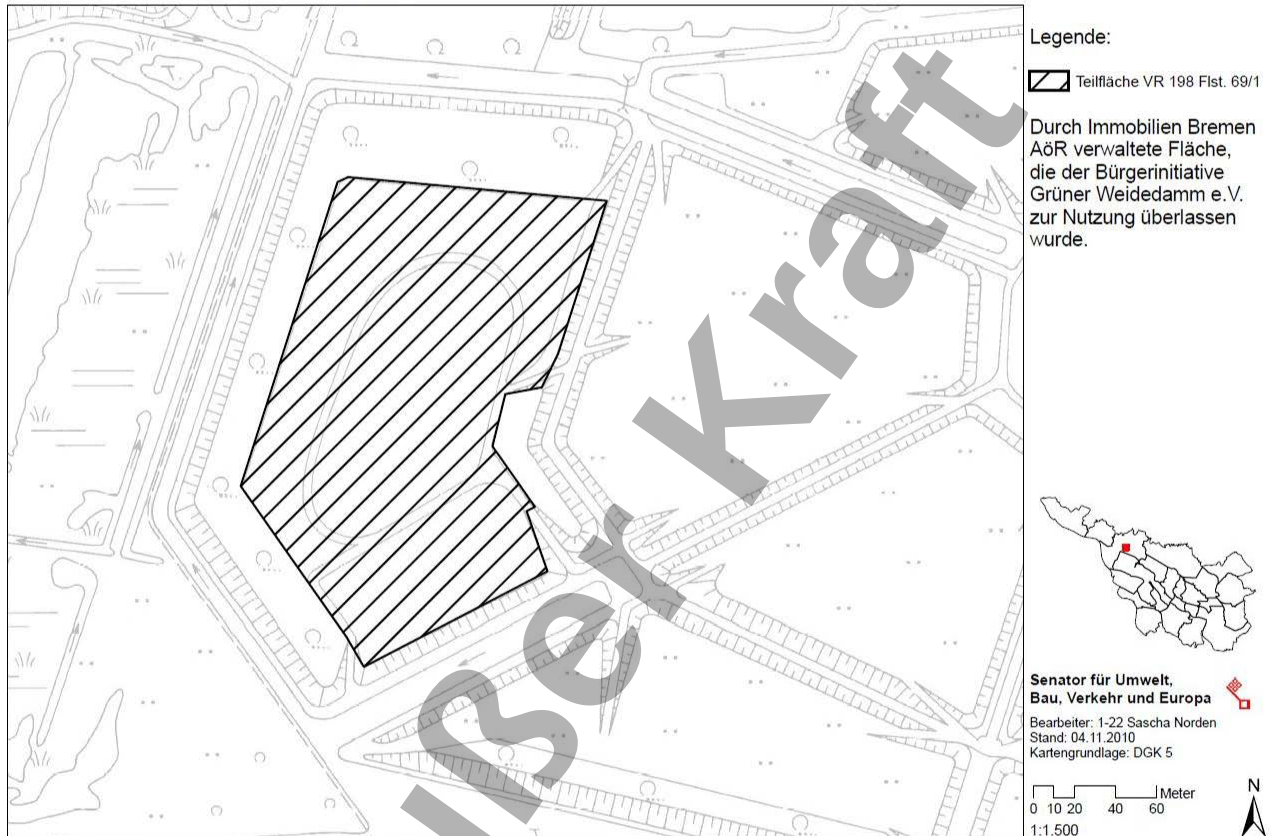 Legende:
Teilfläche VR 198 Flst. 69/1
Durch Immobilien Bremen
AöR verwaltete Fläche,
die der Bürgerinitiative
Grüner Weidedamm e.V.
zur Nutzung überlassen
wurde.
Senator für Umwelt,
Bau, Verkehr und Europa
Bearbeiter: 1-22 Sascha Norden
Stand: 04.11.2010
Kartengrundlage: DGK 5
Meter
0 10 20 40 60
1:1.500
N
ßer Kraft